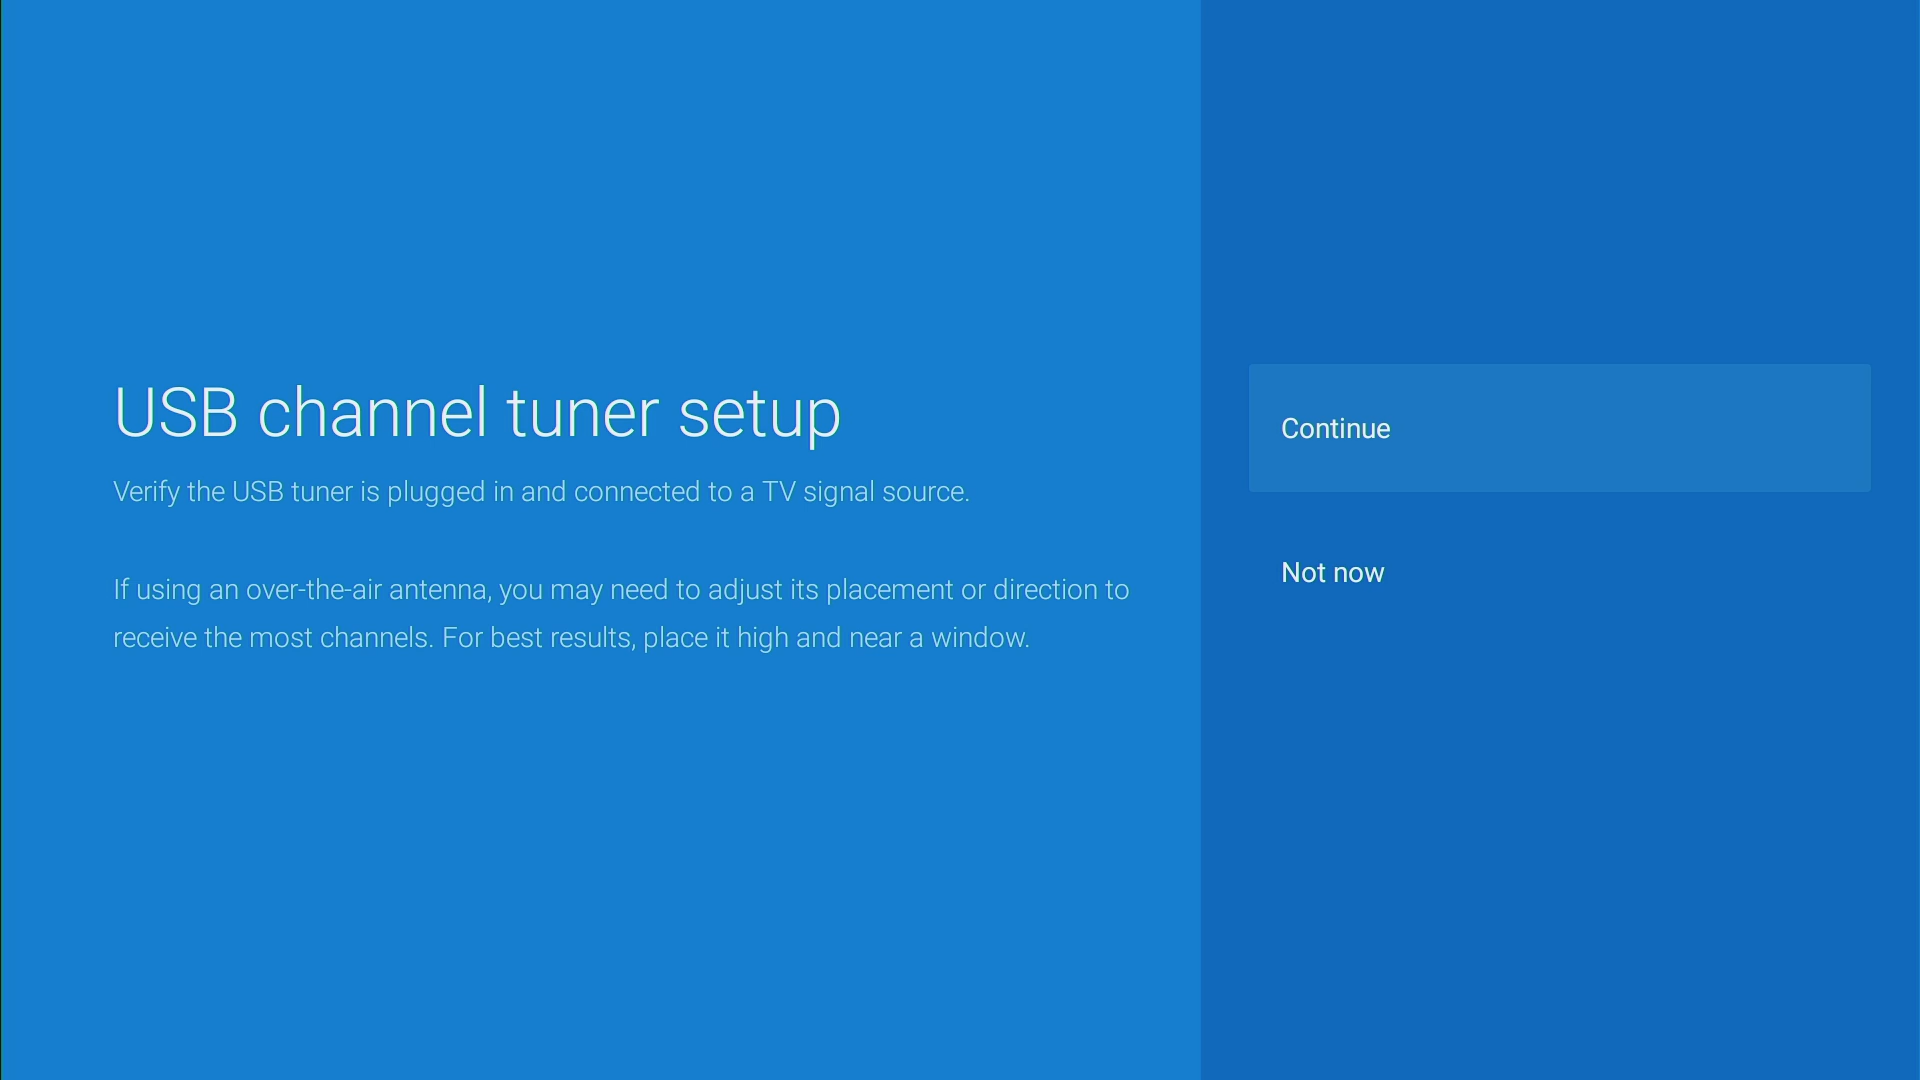 USB channel tuner setup
Verify the USB tuner is plugged in and connected to a TV signal source.
If using an over-the-air antenna, you may need to adjust its placement or direction to
receive the most channels. For best results, place it high and near a window.
Continue
Not now